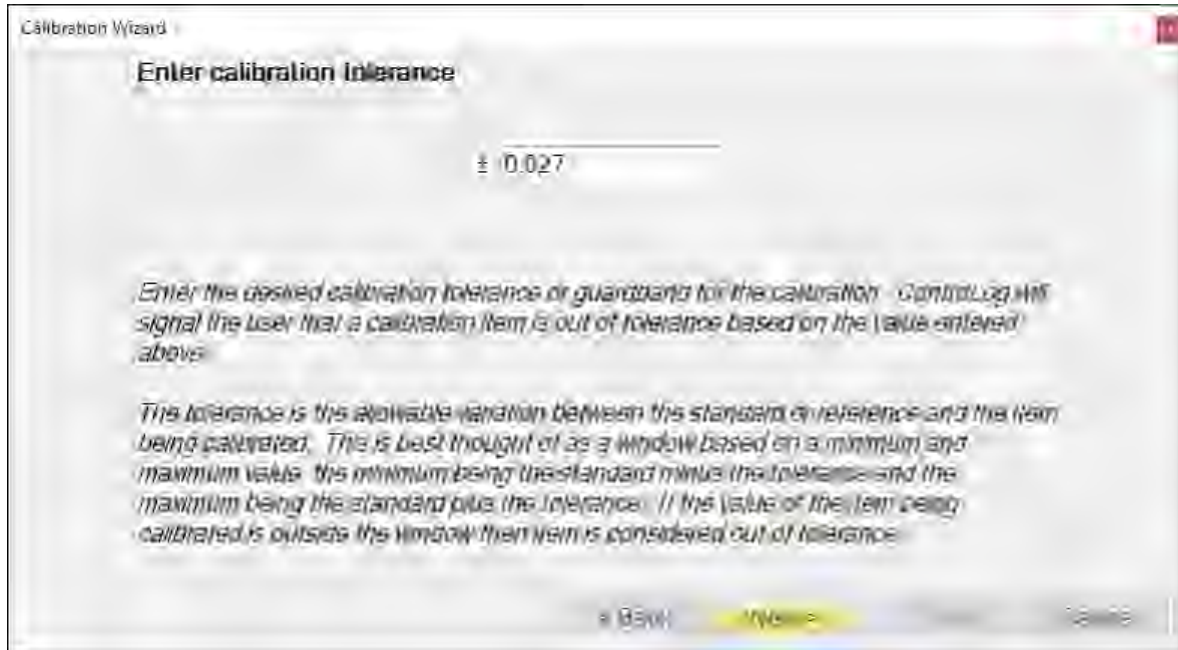 Calibration Wizard
Enter calibration tolerance
± 0.027
Enter the desired calibration tolerance or guardband for the calibration. ControLog will
signal the user that a calibration item is out of tolerance based on the value entered
above.
The tolerance is the allowable variation between the standard or reference and the item
being calibrated. This is best thought of as a window based on a minimum and
maximum value, the minimum being the standard minus the tolerance and the
maximum being the standard plus the tolerance. If the value of the item being
calibrated is outside the window then item is considered out of tolerance.
< Back Cancel